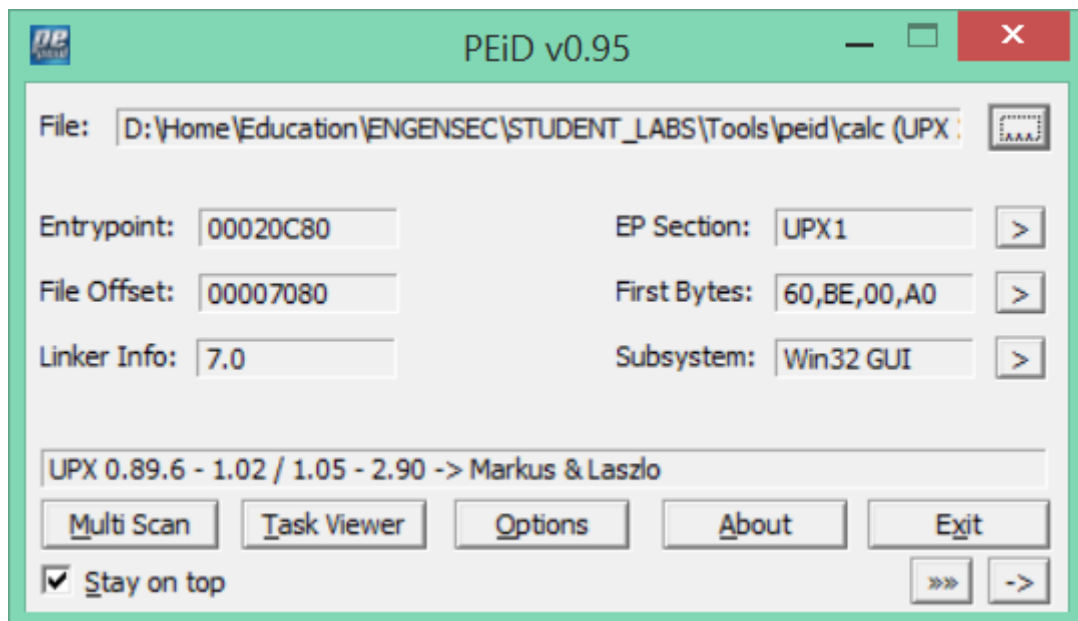 PEiD v0.95
File: D:\Home\Education\ENGENSEC\STUDENT_LABS\Tools\peid\calc (UPX ...
Entrypoint: 00020C80 EP Section: UPX1 >
File Offset: 00007080 First Bytes: 60,BE,00,A0 >
Linker Info: 7.0 Subsystem: Win32 GUI >
UPX 0.89.6 - 1.02 / 1.05 - 2.90 -> Markus & Laszlo
Multi Scan Task Viewer Options About Exit
Stay on top »» ->